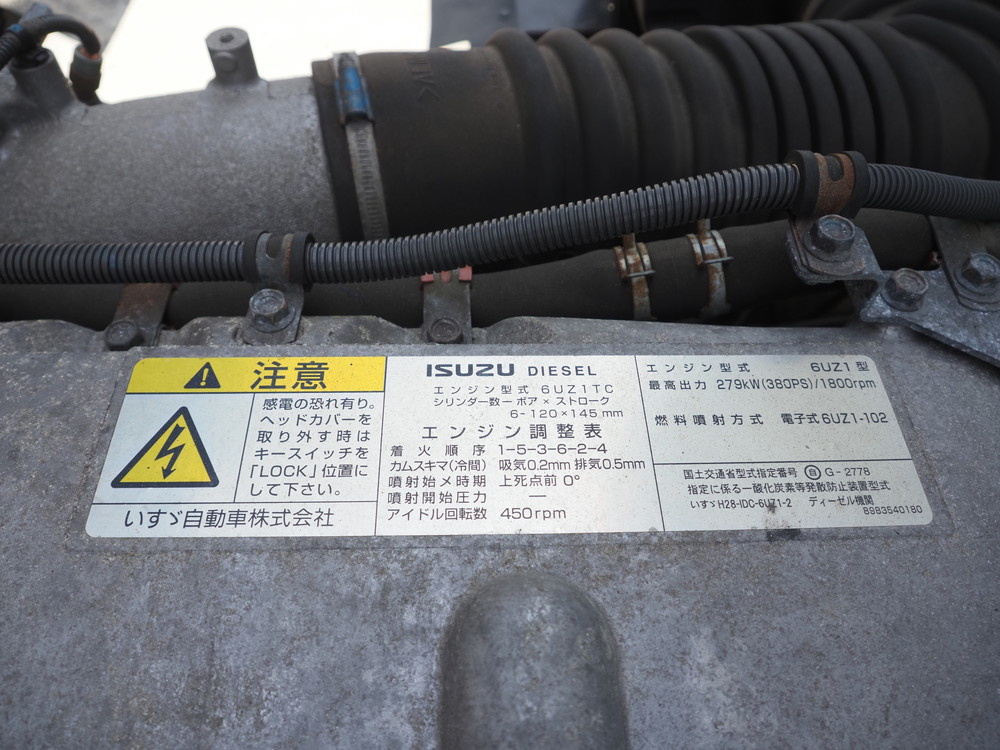 注意
感電の恐れ有り。
ヘッドカバーを
取り外す時は
キースイッチを
「LOCK」位置に
して下さい。
いすゞ自動車株式会社
ISUZU DIESEL
エンジン型式 6UZ1TC
シリンダー数ー ボア × ストローク
6-120×145 mm
エンジン調整表
着火順序 1-5-3-6-2-4
カムスキマ(冷間) 吸気0.2mm 排気0.5mm
噴射始メ時期 上死点前 0°
噴射開始圧力 ―
アイドル回転数 450rpm
エンジン型式 6UZ1型
最高出力 279kW(380PS)/1800rpm
燃料噴射方式 電子式6UZ1-102
国土交通省型式指定番号 自 G-2778
指定に係る一酸化炭素等発散防止装置型式
いすゞH28-IDC-6UZ1-2 ディーゼル機関
8983540180